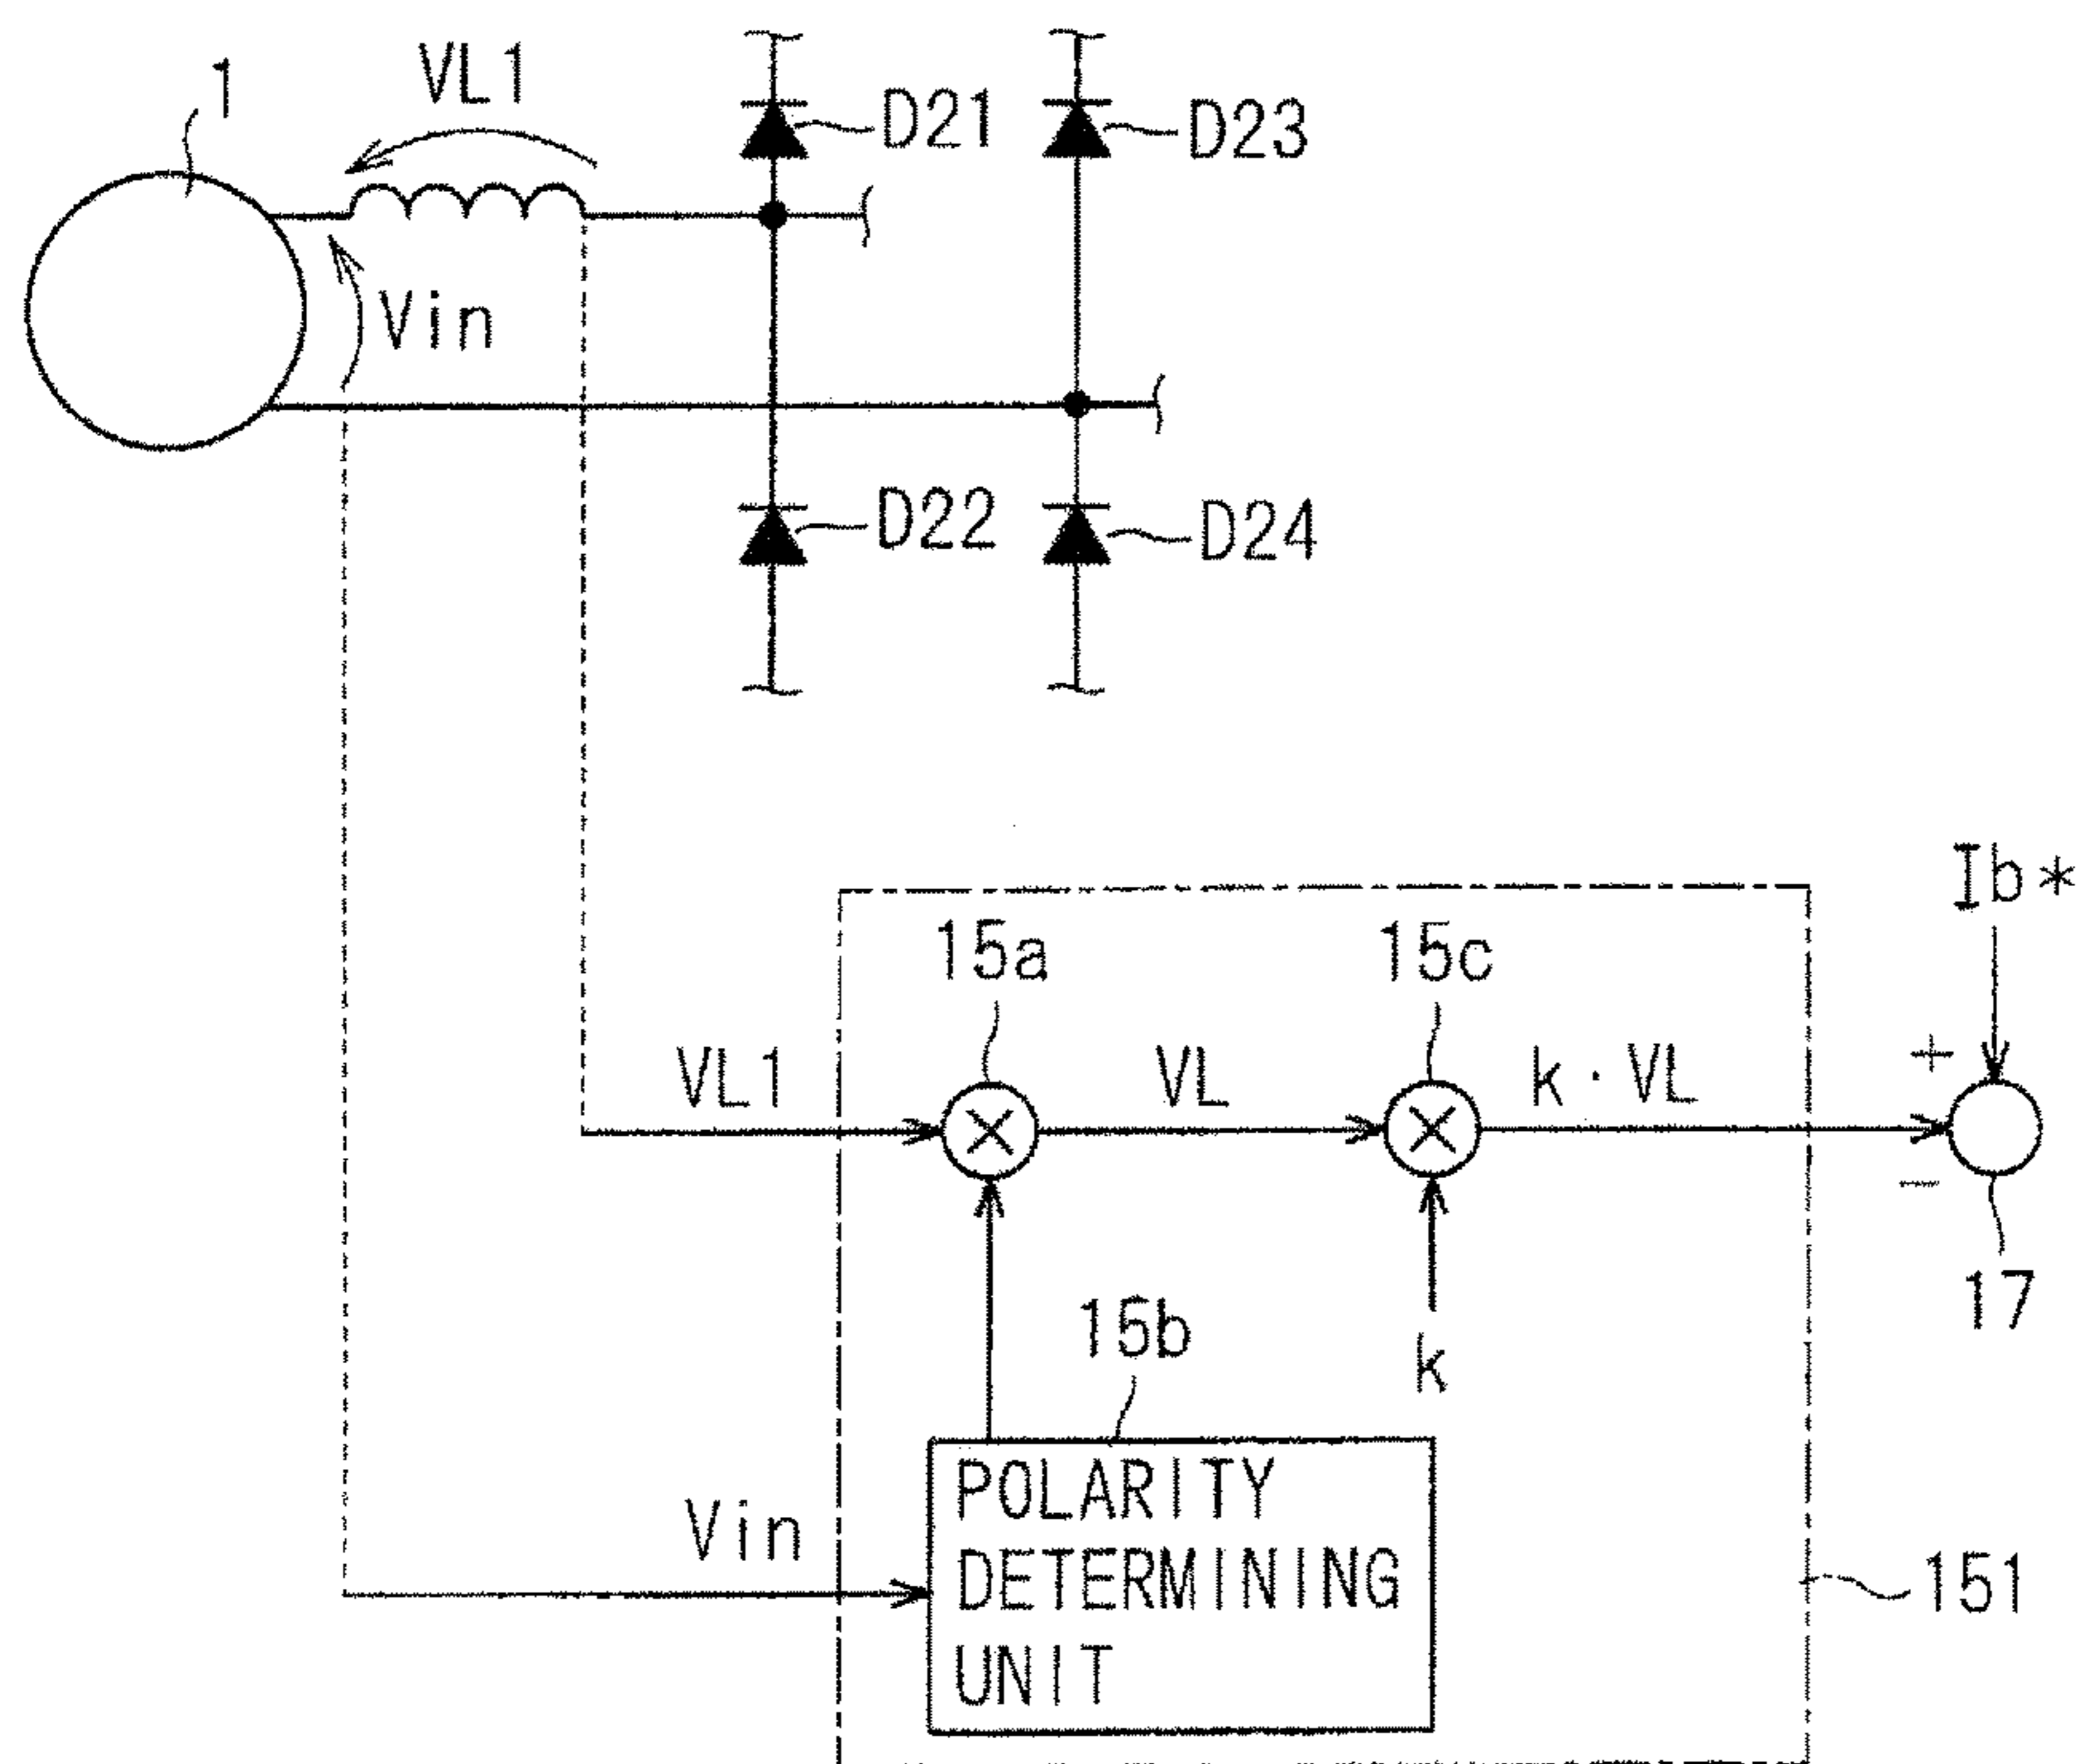 1
VL1
D21
D23
Vin
D22
D24
Ib*
15a
15c
VL1
VL
k · VL
+
−
17
15b
k
Vin
POLARITY
DETERMINING
UNIT
151